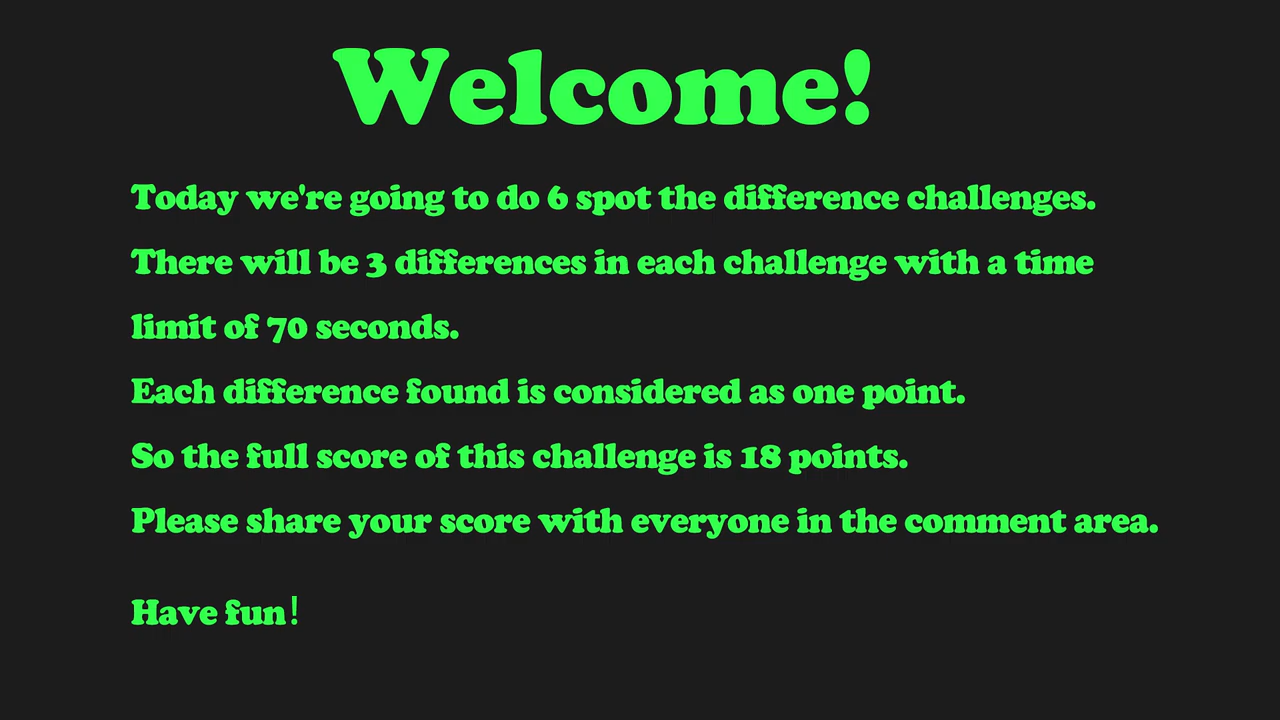 Welcome!
Today we're going to do 6 spot the difference challenges.
There will be 3 differences in each challenge with a time
limit of 70 seconds.
Each difference found is considered as one point.
So the full score of this challenge is 18 points.
Please share your score with everyone in the comment area.
Have fun!